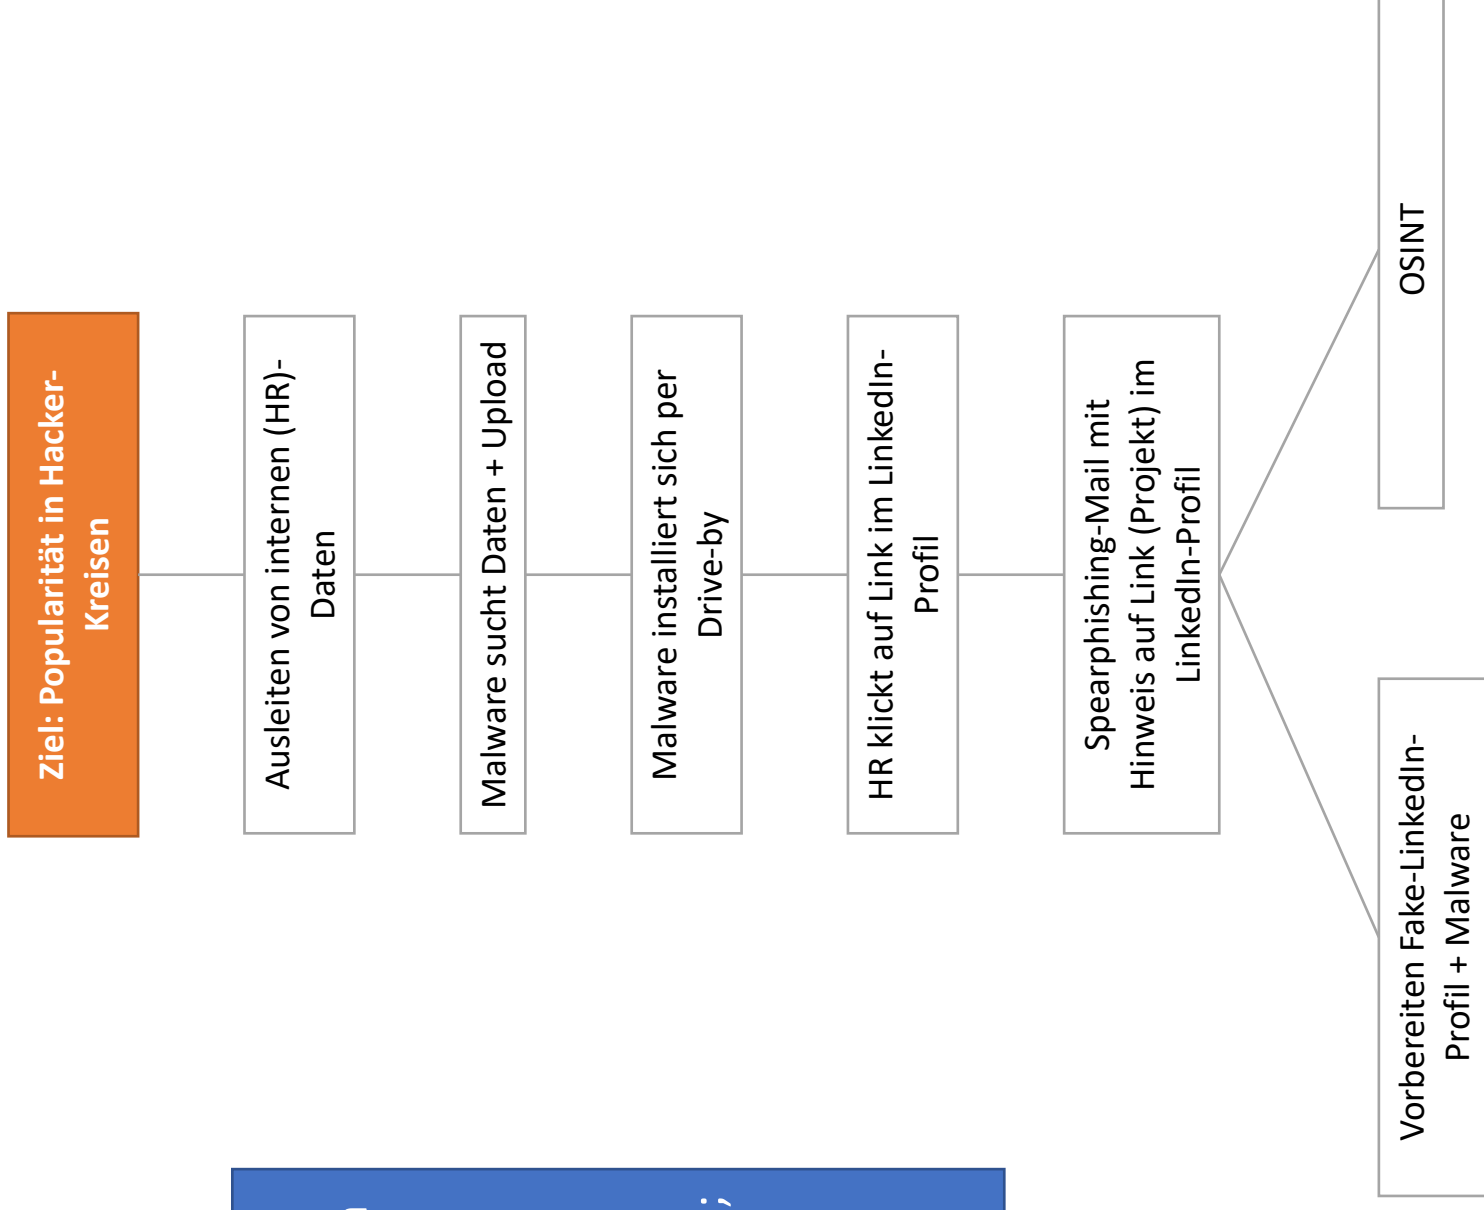 Ziel: Popularität in Hacker-
Kreisen
Ausleiten von internen (HR)-
Daten
Malware sucht Daten + Upload
Malware installiert sich per
Drive-by
HR klickt auf Link im LinkedIn-
Profil
Spearphishing-Mail mit
Hinweis auf Link (Projekt) im
LinkedIn-Profil
Vorbereiten Fake-LinkedIn-
Profil + Malware
OSINT